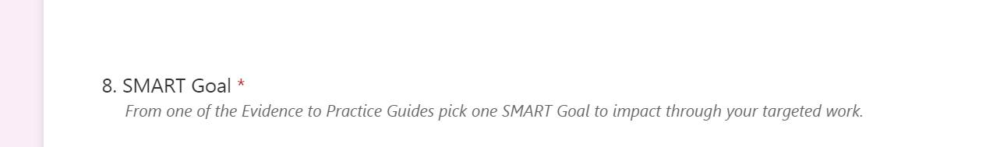 8. SMART Goal *
From one of the Evidence to Practice Guides pick one SMART Goal to impact through your targeted work.